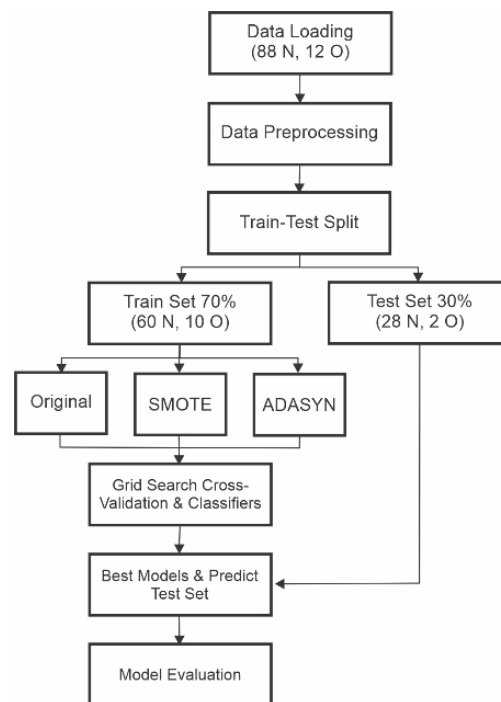 Data Loading
(88 N, 12 O)
Data Preprocessing
Train-Test Split
Train Set 70%
(60 N, 10 O)
Test Set 30%
(28 N, 2 O)
Original
SMOTE
ADASYN
Grid Search Cross-
Validation & Classifiers
Best Models & Predict
Test Set
Model Evaluation